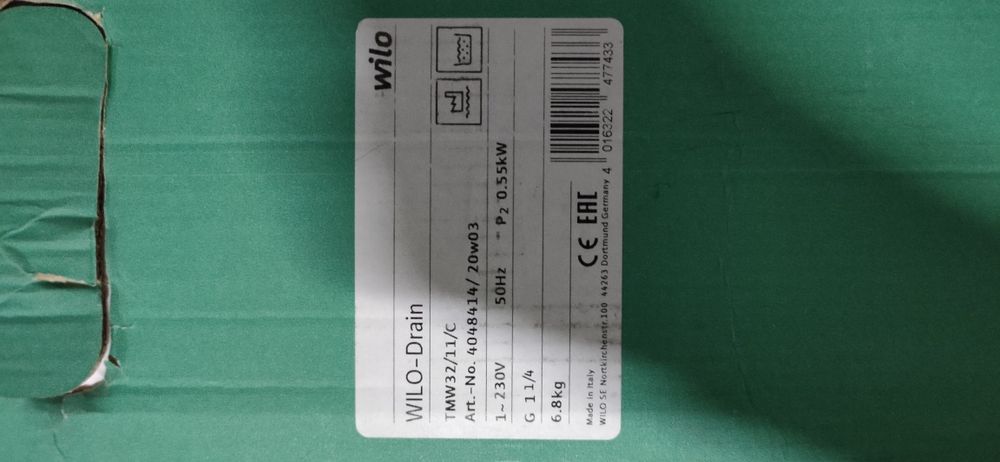 wilo
WILO-Drain
TMW32/11/C
Art.-No. 4048414/ 20w03
1~230V 50Hz P2 0.55kW
G 1 1/4
6.8kg
CE EAC
Made in Italy
WILO SE Nortkirchenstr.100 44263 Dortmund Germany
4 016322 477433